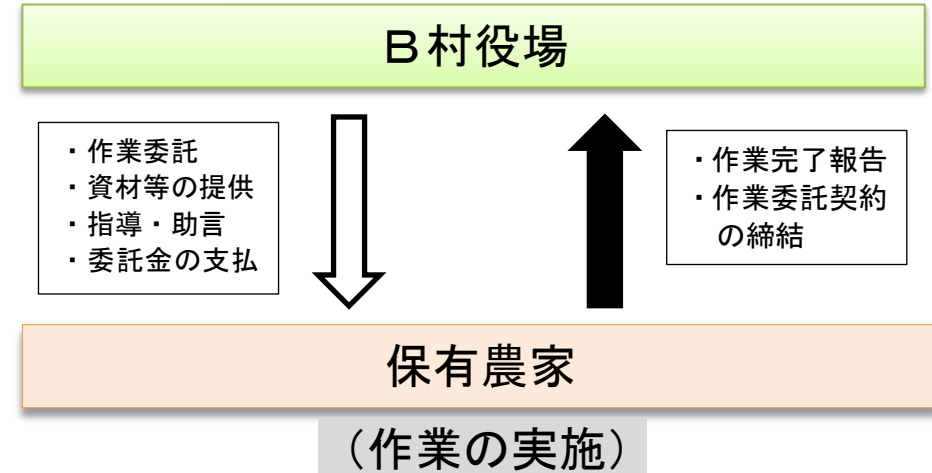 Ｂ村役場
・作業委託
・資材等の提供
・指導・助言
・委託金の支払
・作業完了報告
・作業委託契約
の締結
保有農家
（作業の実施）